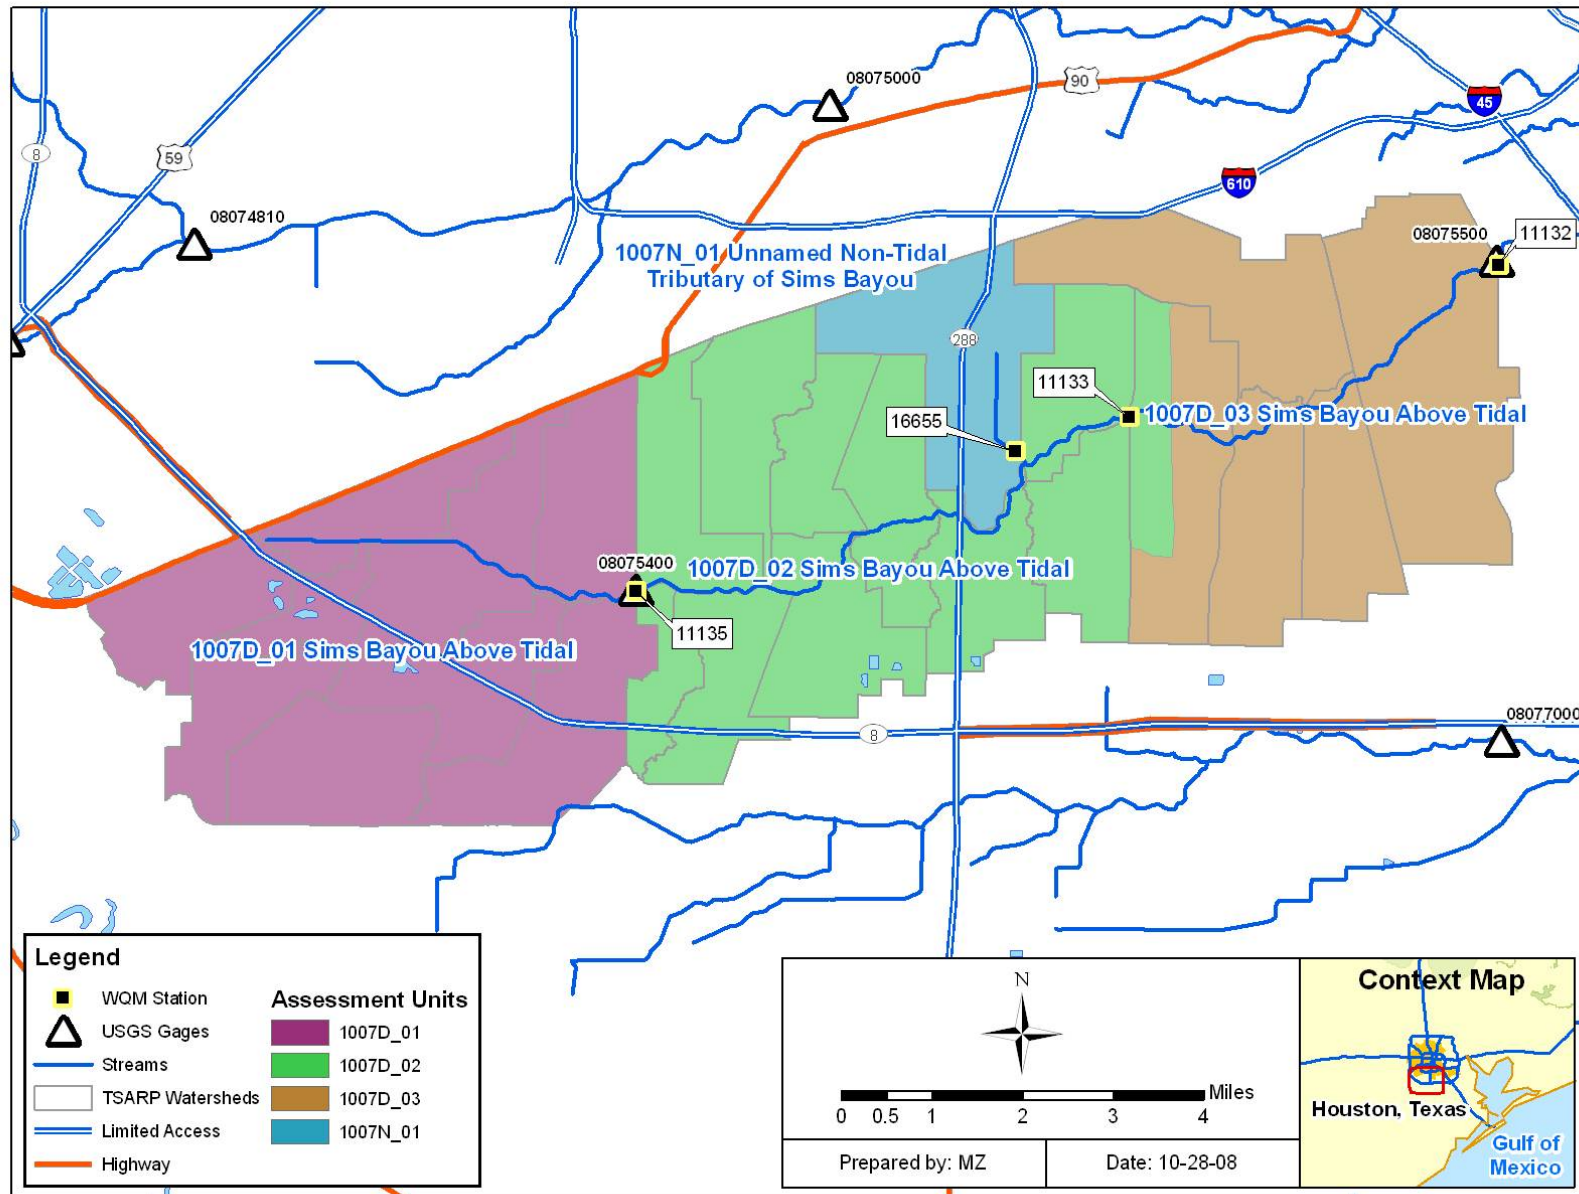 08075000
90
45
8
59
610
08074810
08075500
11132
1007N_01 Unnamed Non-Tidal
Tributary of Sims Bayou
288
11133
16655
1007D_03 Sims Bayou Above Tidal
08075400
1007D_02 Sims Bayou Above Tidal
11135
1007D_01 Sims Bayou Above Tidal
08077000
8
Legend
WQM Station
USGS Gages
Streams
TSARP Watersheds
Limited Access
Highway
Assessment Units
1007D_01
1007D_02
1007D_03
1007N_01
N
Miles
0 0.5 1 2 3 4
Prepared by: MZ
Date: 10-28-08
Context Map
Houston, Texas
Gulf of
Mexico